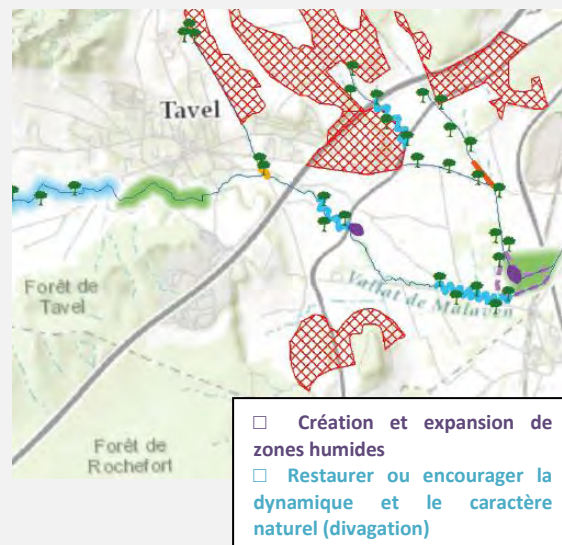 Tavel
Forêt de
Tavel
Vallat de Malaven
Forêt de
Rochefort
□ Création et expansion de
zones humides
□ Restaurer ou encourager la
dynamique et le caractère
naturel (divagation)